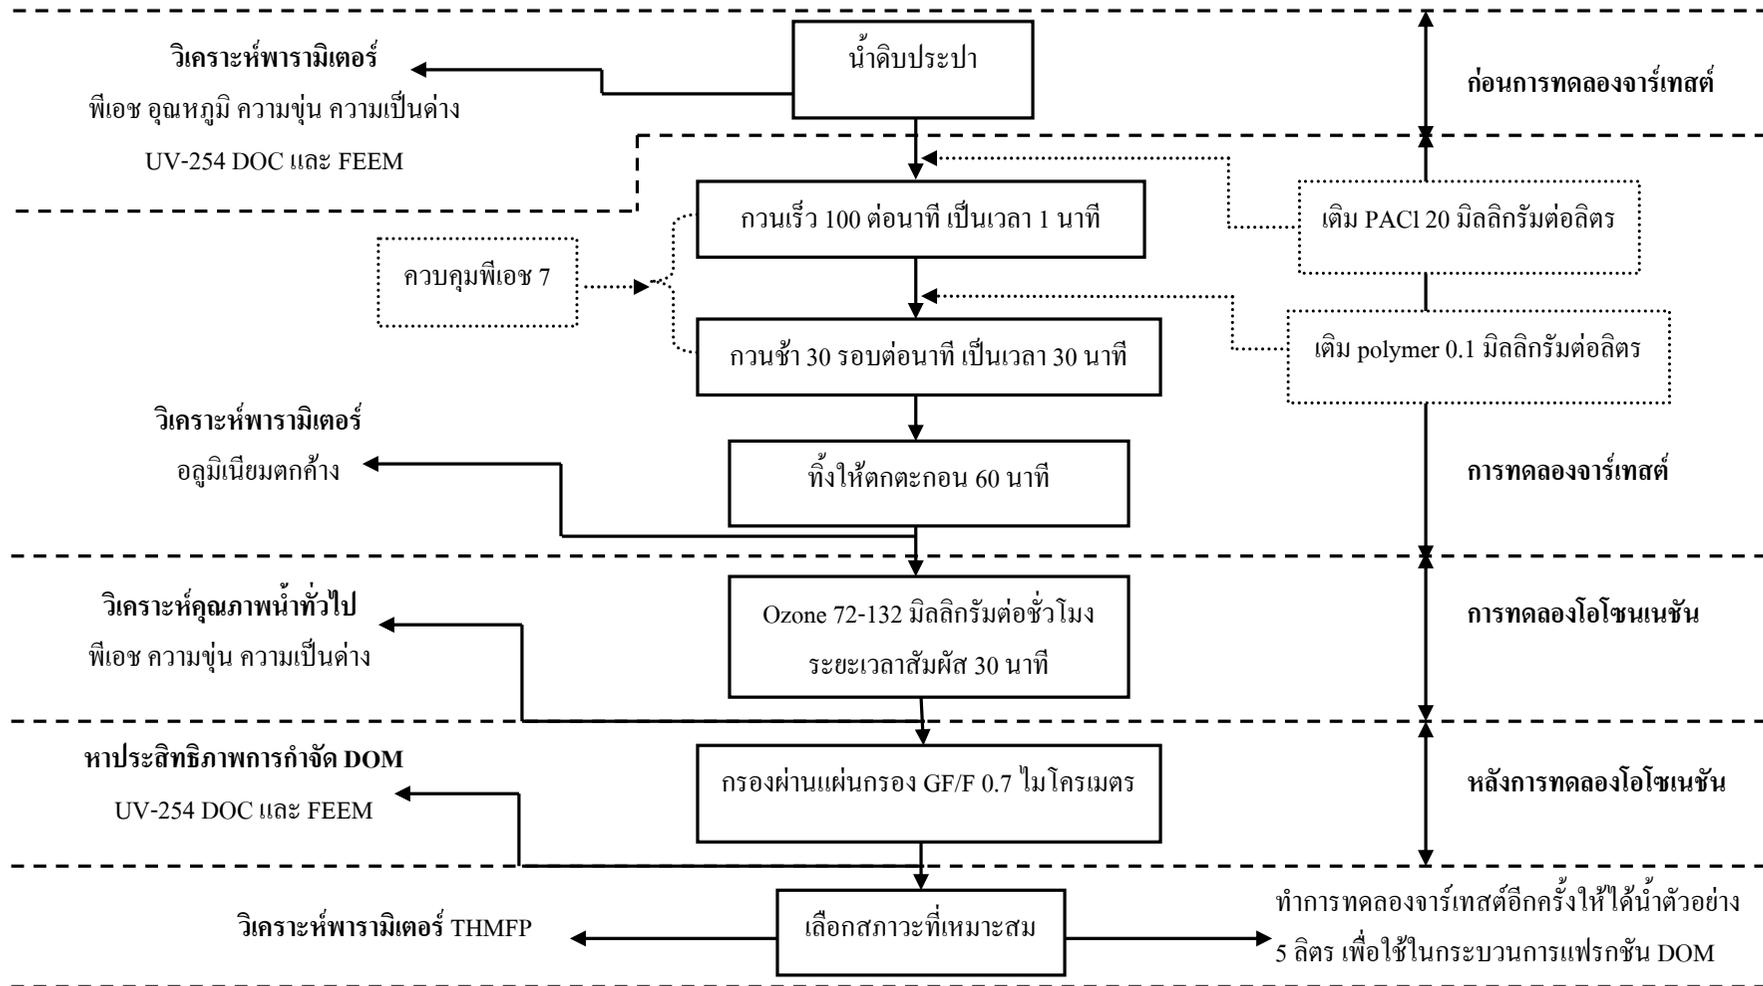 น้ำดิบประปา
วิเคราะห์พารามิเตอร์
พีเอช อุณหภูมิ ความขุ่น ความเป็นด่าง
UV-254 DOC และ FEEM
ก่อนการทดลองจาร์เทสต์
กวนเร็ว 100 ต่อนาที เป็นเวลา 1 นาที
เติม PACl 20 มิลลิกรัมต่อลิตร
ควบคุมพีเอช 7
กวนช้า 30 รอบต่อนาที เป็นเวลา 30 นาที
เติม polymer 0.1 มิลลิกรัมต่อลิตร
วิเคราะห์พารามิเตอร์
อลูมิเนียมตกค้าง
ทิ้งให้ตกตะกอน 60 นาที
การทดลองจาร์เทสต์
วิเคราะห์คุณภาพน้ำทั่วไป
พีเอช ความขุ่น ความเป็นด่าง
Ozone 72-132 มิลลิกรัมต่อชั่วโมง
ระยะเวลาสัมผัส 30 นาที
การทดลองโอโซนเนชัน
หาประสิทธิภาพการกำจัด DOM
UV-254 DOC และ FEEM
กรองผ่านแผ่นกรอง GF/F 0.7 ไมโครเมตร
หลังการทดลองโอโซเนชัน
วิเคราะห์พารามิเตอร์ THMFP
เลือกสภาวะที่เหมาะสม
ทำการทดลองจาร์เทสต์อีกครั้งให้ได้น้ำตัวอย่าง
5 ลิตร เพื่อใช้ในกระบวนการแฟรกชัน DOM